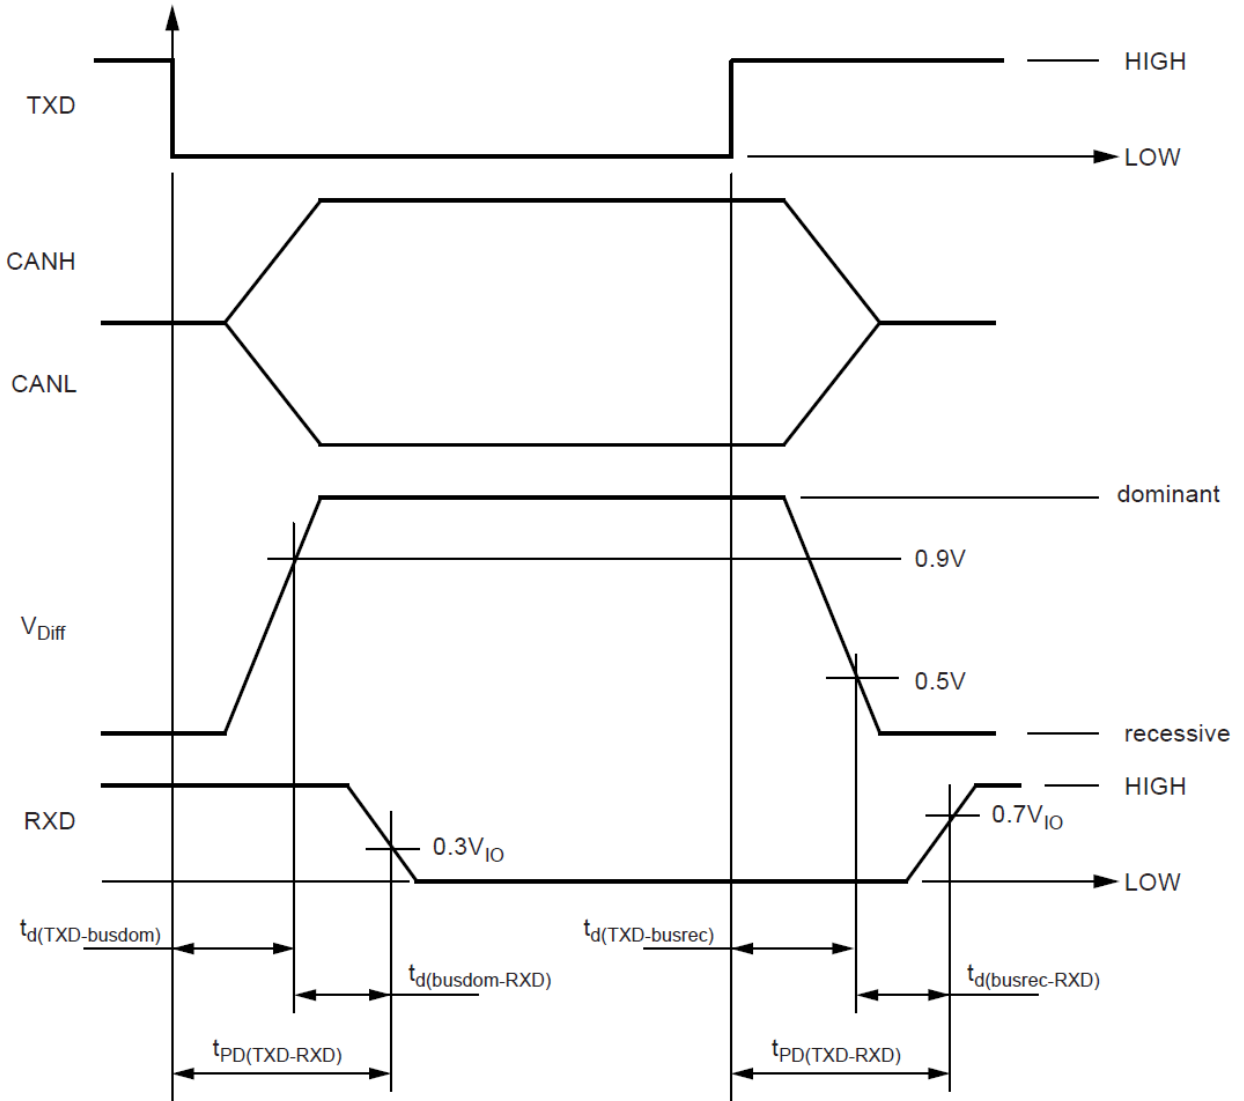 HIGH
TXD
LOW
CANH
CANL
dominant
0.9V
VDiff
0.5V
recessive
HIGH
RXD
0.7VIO
0.3VIO
LOW
td(TXD-busdom)
td(TXD-busrec)
td(busdom-RXD)
td(busrec-RXD)
tPD(TXD-RXD)
tPD(TXD-RXD)